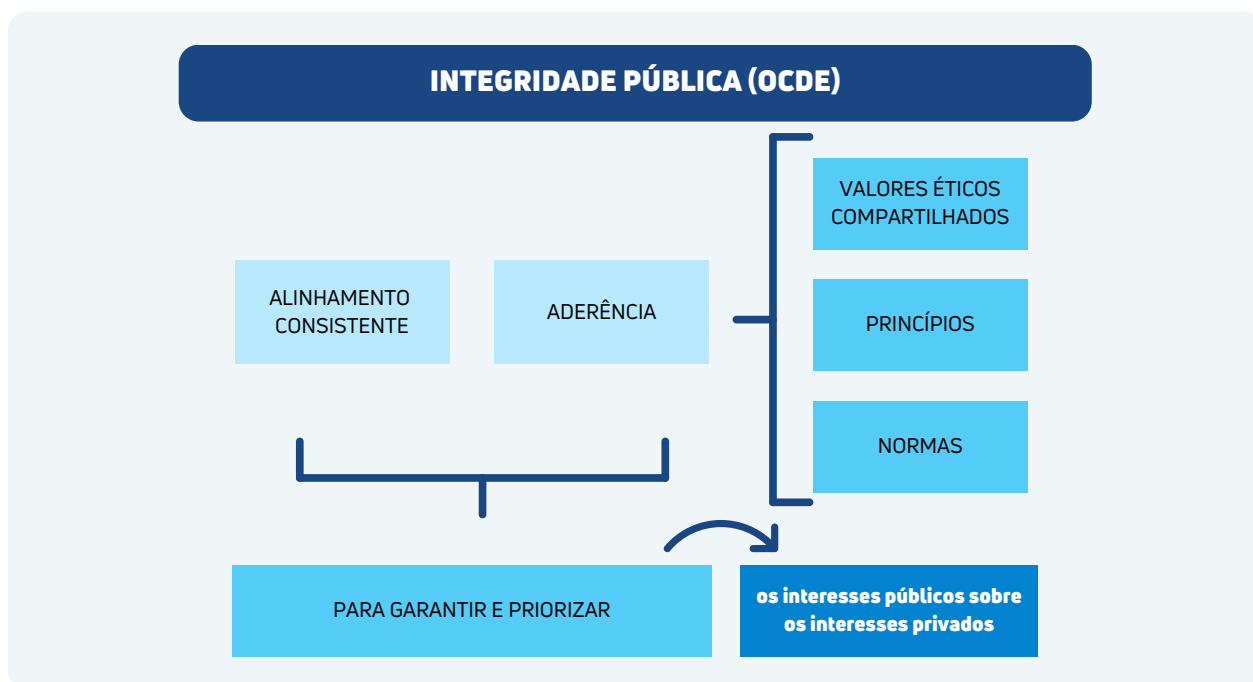 INTEGRIDADE PÚBLICA (OCDE)
ALINHAMENTO
CONSISTENTE
ADERÊNCIA
VALORES ÉTICOS
COMPARTILHADOS
PRINCÍPIOS
NORMAS
PARA GARANTIR E PRIORIZAR
os interesses públicos sobre
os interesses privados